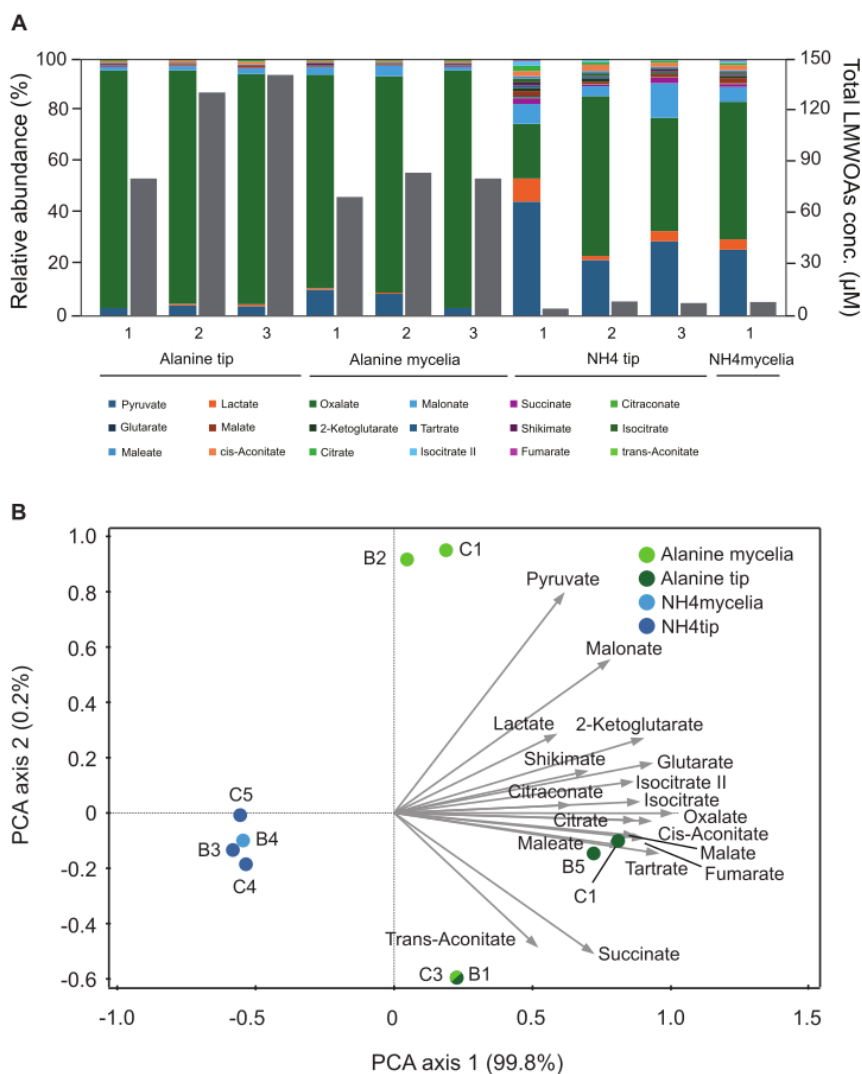 A
Relative abundance (%)
100
80
60
40
20
0
150
120
90
60
30
0
Total LMWOAs conc. (µM)
1 2 3 1 2 3 1 2 3 1
Alanine tip Alanine mycelia NH4 tip NH4mycelia
Pyruvate Lactate Oxalate Malonate Succinate Citraconate
Glutarate Malate 2-Ketoglutarate Tartrate Shikimate Isocitrate
Maleate cis-Aconitate Citrate Isocitrate II Fumarate trans-Aconitate
B
PCA axis 2 (0.2%)
1.0
0.8
0.6
0.4
0.2
0
-0.2
-0.4
-0.6
B2 C1
Alanine mycelia
Alanine tip
NH4mycelia
NH4tip
Pyruvate
Malonate
Lactate 2-Ketoglutarate
Shikimate Glutarate
Isocitrate II
Citraconate Isocitrate
Citrate Oxalate
Cis-Aconitate
Maleate Malate
B5 Tartrate Fumarate
C1
C5
B3 B4
C4
Trans-Aconitate Succinate
C3 B1
-1.0 -0.5 0 0.5 1.0 1.5
PCA axis 1 (99.8%)